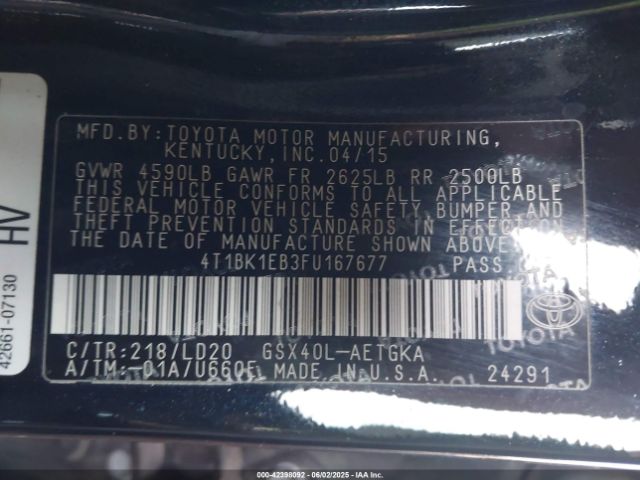 MFD.BY:TOYOTA MOTOR MANUFACTURING,
KENTUCKY, INC. 04/15
GVWR 4590LB GAWR FR 2625LB RR 2500LB
THIS VEHICLE CONFORMS TO ALL APPLICABLE
FEDERAL MOTOR VEHICLE SAFETY, BUMPER, AND
THEFT PREVENTION STANDARDS IN EFFECT ON
THE DATE OF MANUFACTURE SHOWN ABOVE.
4T1BK1EB3FU167677 PASS. CAR
C/TR:218/LD20 GSX40L-AETGKA
A/TM:-01A/U660E MADE IN U.S.A. 24291
TOYOTA
HV
42661-07130
000-42398092 | 06/02/2025 | IAA Inc.